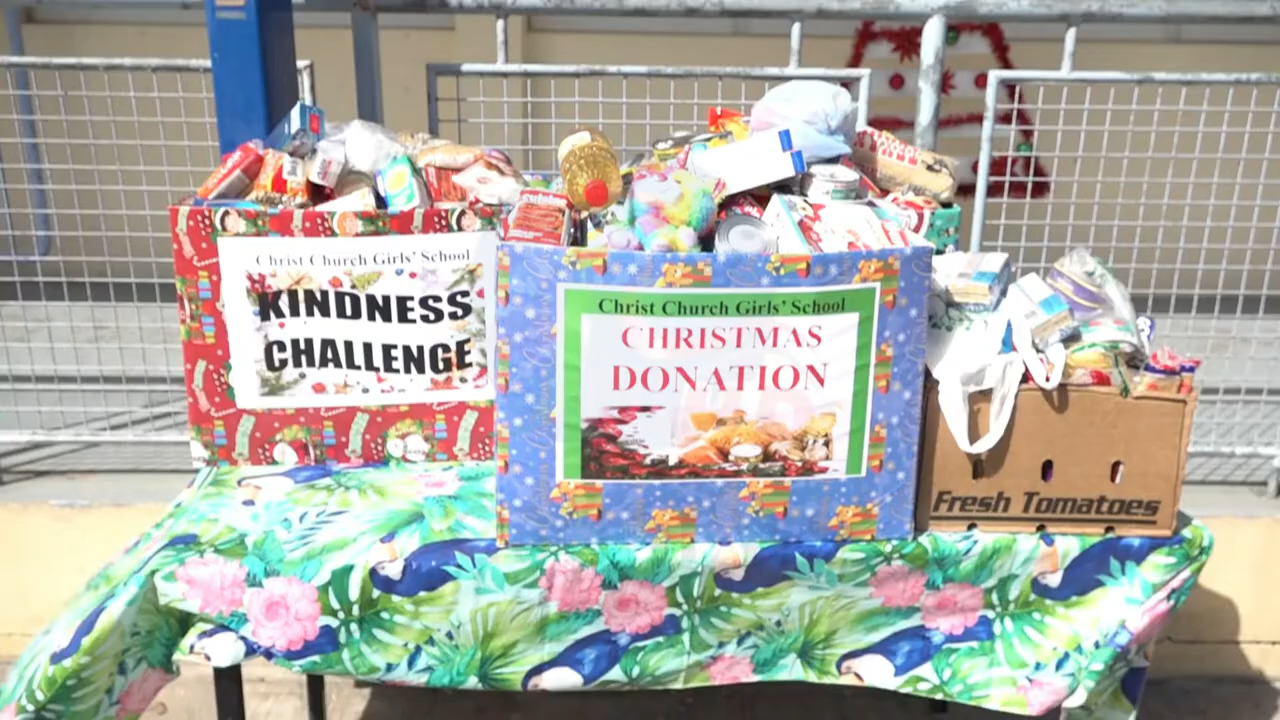 Christ Church Girls' School
KINDNESS
CHALLENGE
Christ Church Girls' School
CHRISTMAS
DONATION
Fresh Tomatoes